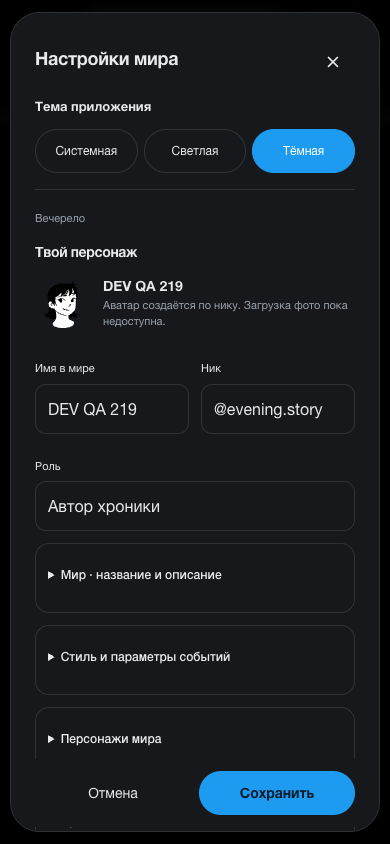 Настройки мира
Тема приложения
Системная
Светлая
Тёмная
Вечерело
Твой персонаж
DEV QA 219
Аватар создаётся по нику. Загрузка фото пока
недоступна.
Имя в мире
Ник
DEV QA 219
@evening.story
Роль
Автор хроники
Мир · название и описание
Стиль и параметры событий
Персонажи мира
Отмена
Сохранить